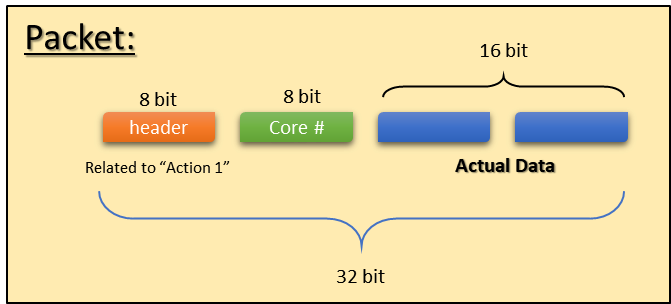 Packet:
16 bit
8 bit
8 bit
header
Core #
Related to “Action 1”
Actual Data
32 bit